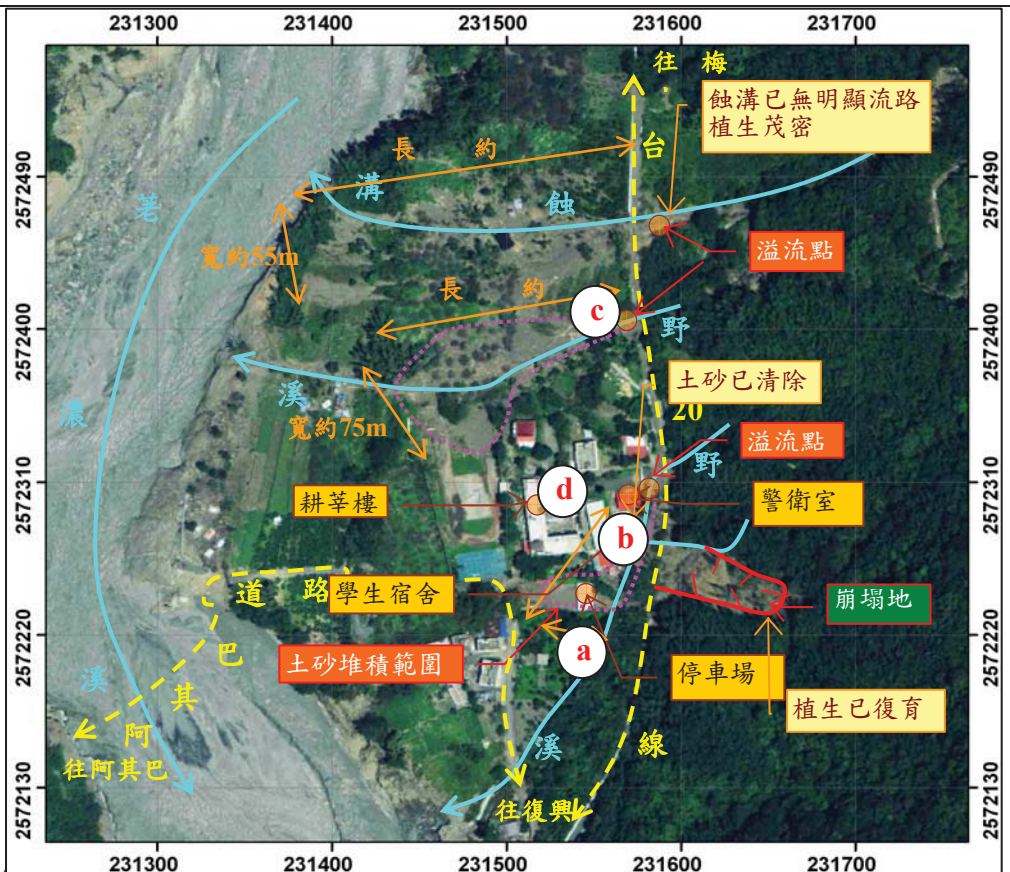 231300 231400 231500 231600 231700
往 梅
蝕溝已無明顯流路
植生茂密
台
長 約
2572490
2572490
荖
溝
蝕
寬約55m
溢流點
長 約
c
2572400
2572400
野
土砂已清除
溪
20
濃
寬約75m
溢流點
野
2572310
2572310
d
耕莘樓
警衛室
b
道 路
學生宿舍
崩塌地
2572220
2572220
巴
a
土砂堆積範圍
停車場
溪
其
植生已復育
阿
溪
線
往阿其巴
2572130
2572130
往復興
231300 231400 231500 231600 231700